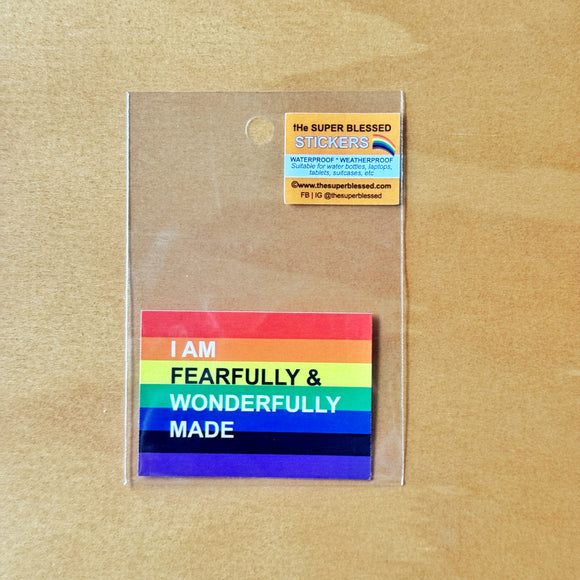 tHe SUPER BLESSED
STICKERS
WATERPROOF * WEATHERPROOF
Suitable for water bottles, laptops,
tablets, suitcases, etc
©www.thesuperblessed.com
FB | IG @thesuperblessed
I AM
FEARFULLY &
WONDERFULLY
MADE